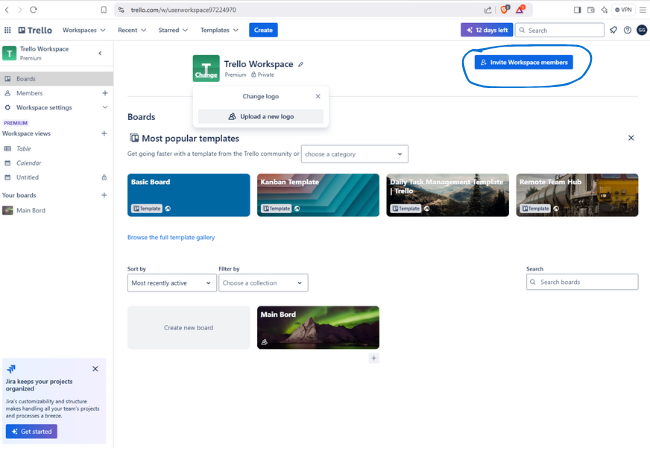 trello.com/w/userworkspace97224970
VPN
Trello
Workspaces
Recent
Starred
Templates
Create
12 days left
Search
GG
Trello Workspace
Premium
Boards
Members
Workspace settings
PREMIUM
Workspace views
Table
Calendar
Untitled
Your boards
Main Bord
Jira keeps your projects
organized
Jira's customizability and structure
makes handling all your team's projects
and processes a breeze.
Get started
T
Change
Trello Workspace
Premium
Private
Invite Workspace members
Change logo
Upload a new logo
Boards
Most popular templates
Get going faster with a template from the Trello community or
choose a category
Basic Board
Template
Kanban Template
Template
Daily Task Management Template
| Trello
Template
Remote Team Hub
Template
Browse the full template gallery
Sort by
Most recently active
Filter by
Choose a collection
Search
Search boards
Create new board
Main Bord